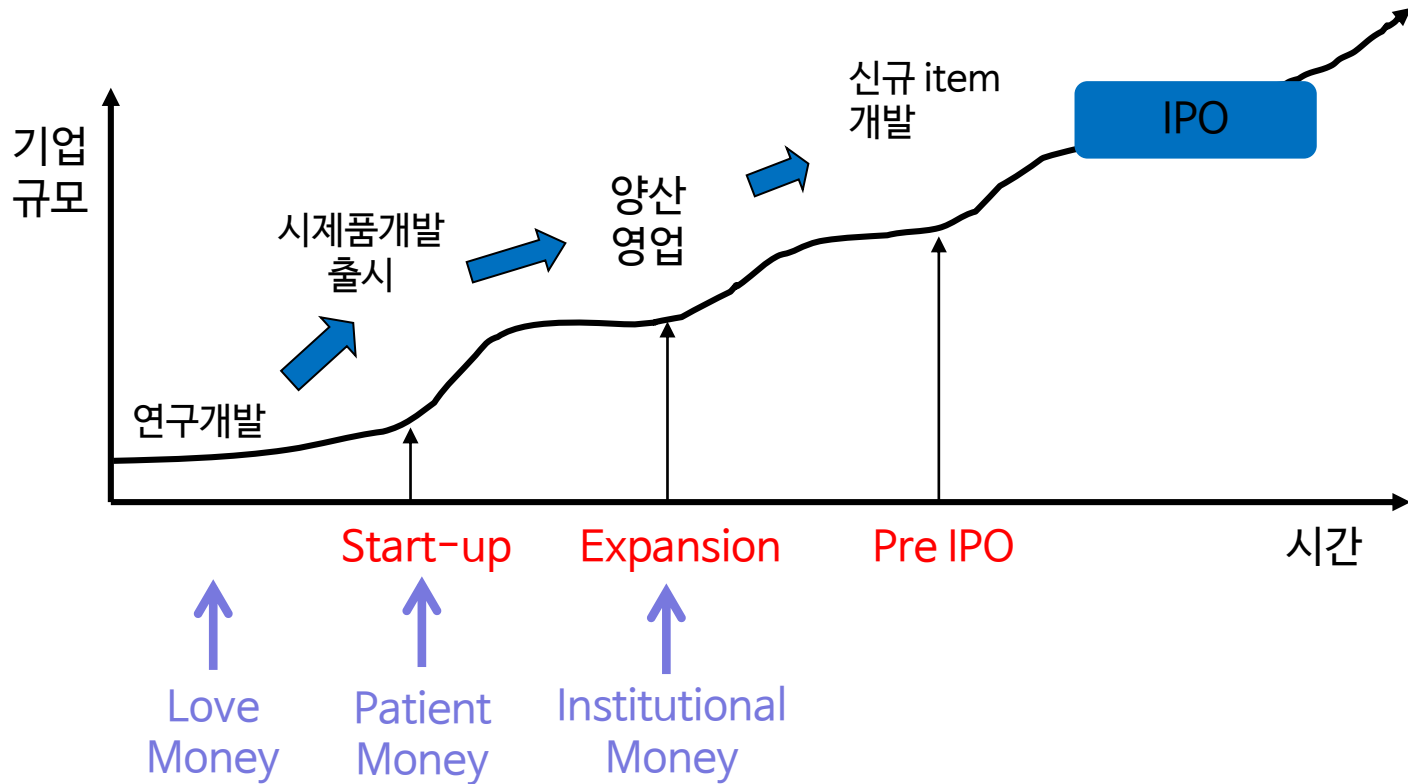 신규 item
개발
IPO
기업
규모
양산
영업
시제품개발
출시
연구개발
Start-up
Expansion
Pre IPO
시간
Love
Money
Patient
Money
Institutional
Money